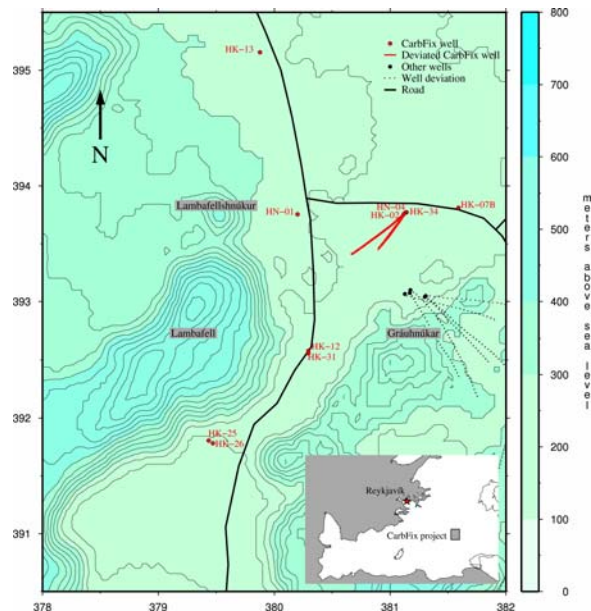 395
394
393
392
391
378
379
380
381
382
HK-13
CarbFix well
Deviated CarbFix well
Other wells
Well deviation
Road
N
Lambafellshnúkur
HN-01
HN-04
HK-02
HK-34
HK-07B
Lambafell
Gráuhnúkar
HK-12
HK-31
HK-25
HK-26
Reykjavík
CarbFix project
800
700
600
500
400
300
200
100
0
meters above sea level